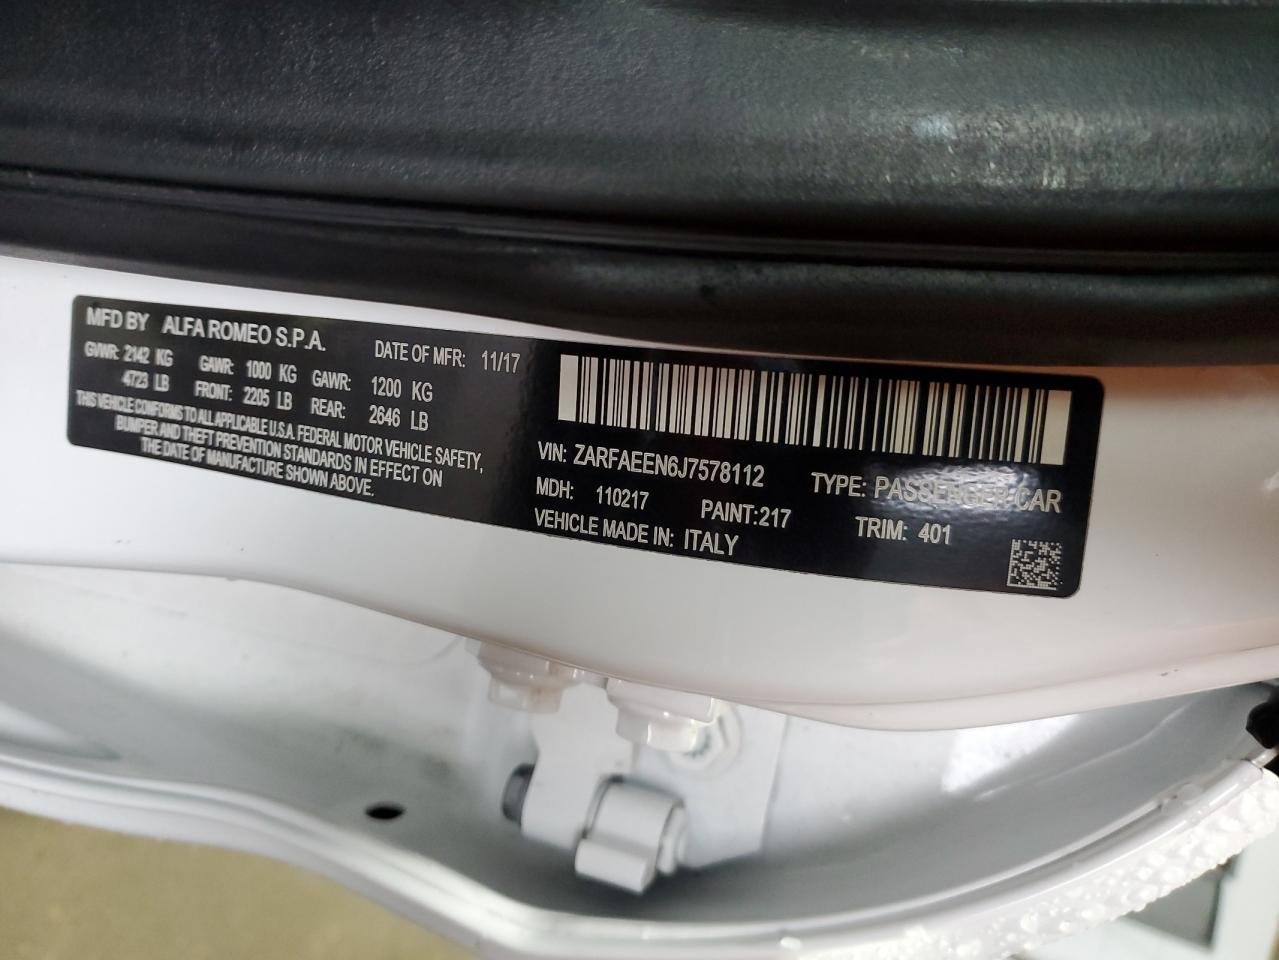 MFD BY ALFA ROMEO S.P.A. DATE OF MFR: 11/17
GVWR: 2142 KG GAWR: 1000 KG GAWR: 1200 KG
4723 LB FRONT: 2205 LB REAR: 2646 LB
THIS VEHICLE CONFORMS TO ALL APPLICABLE U.S.A. FEDERAL MOTOR VEHICLE SAFETY,
BUMPER AND THEFT PREVENTION STANDARDS IN EFFECT ON
THE DATE OF MANUFACTURE SHOWN ABOVE.
VIN: ZARFAEEN6J7578112 TYPE: PASSENGER CAR
MDH: 110217 PAINT:217 TRIM: 401
VEHICLE MADE IN: ITALY